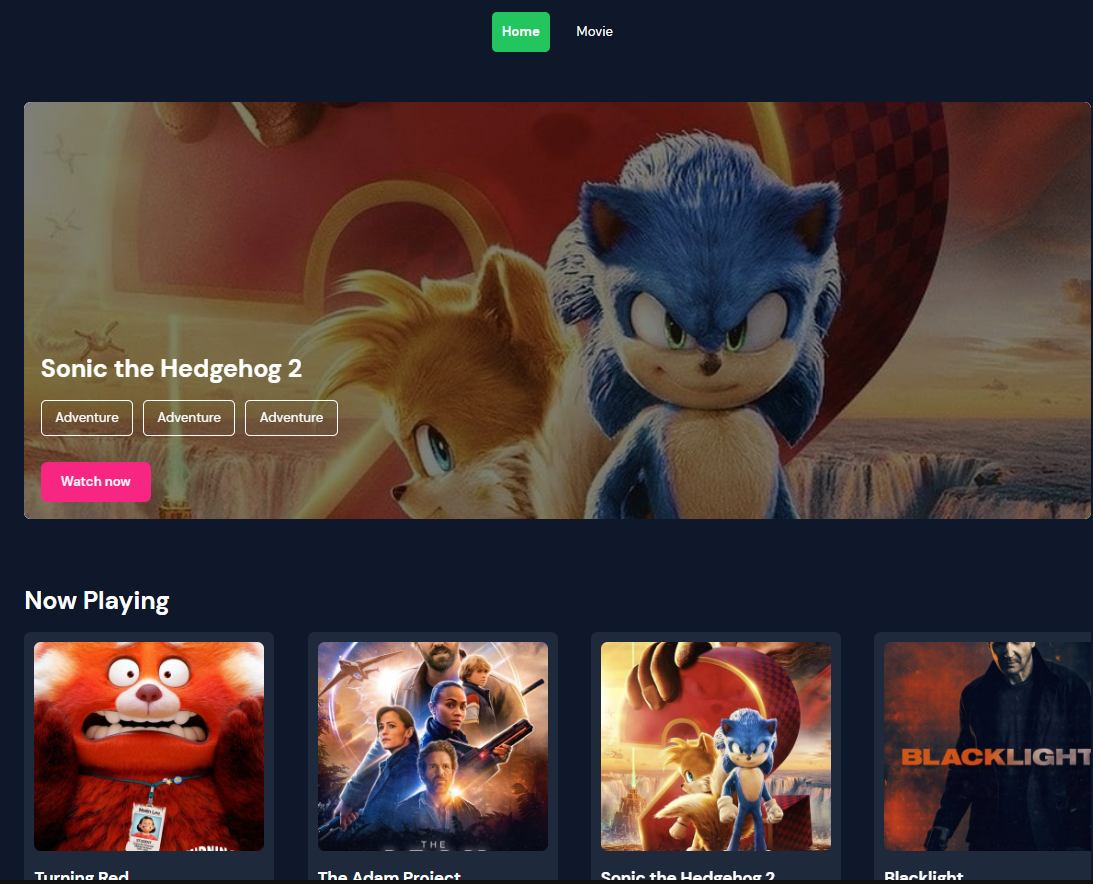 Home Movie
Sonic the Hedgehog 2
Adventure Adventure Adventure
Watch now
Now Playing
BLACKLIGHT
THE
Turning Red
The Adam Project
Sonic the Hedgehog 2
Blacklight